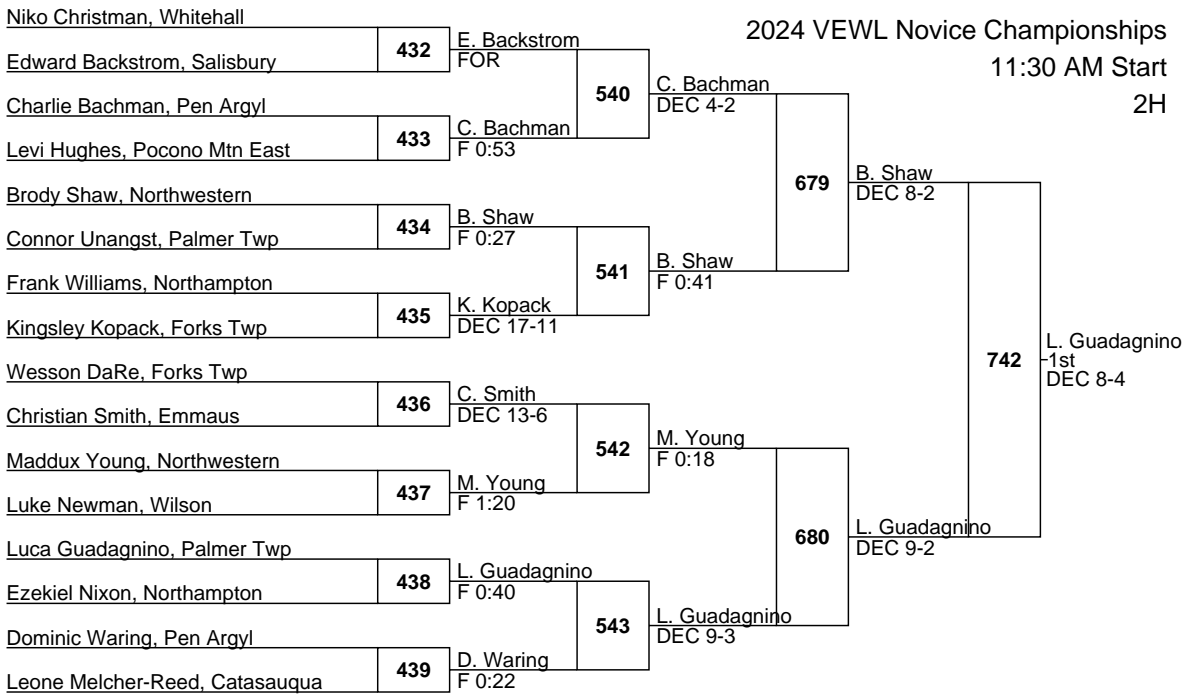 2024 VEWL Novice Championships
11:30 AM Start
2H
Niko Christman, Whitehall
432
Edward Backstrom, Salisbury
E. Backstrom
FOR
Charlie Bachman, Pen Argyl
433
Levi Hughes, Pocono Mtn East
C. Bachman
F 0:53
540
C. Bachman
DEC 4-2
Brody Shaw, Northwestern
434
Connor Unangst, Palmer Twp
B. Shaw
F 0:27
Frank Williams, Northampton
435
Kingsley Kopack, Forks Twp
K. Kopack
DEC 17-11
541
B. Shaw
F 0:41
679
B. Shaw
DEC 8-2
Wesson DaRe, Forks Twp
436
Christian Smith, Emmaus
C. Smith
DEC 13-6
Maddux Young, Northwestern
437
Luke Newman, Wilson
M. Young
F 1:20
542
M. Young
F 0:18
Luca Guadagnino, Palmer Twp
438
Ezekiel Nixon, Northampton
L. Guadagnino
F 0:40
Dominic Waring, Pen Argyl
439
Leone Melcher-Reed, Catasauqua
D. Waring
F 0:22
543
L. Guadagnino
DEC 9-3
680
L. Guadagnino
DEC 9-2
742
L. Guadagnino
1st
DEC 8-4